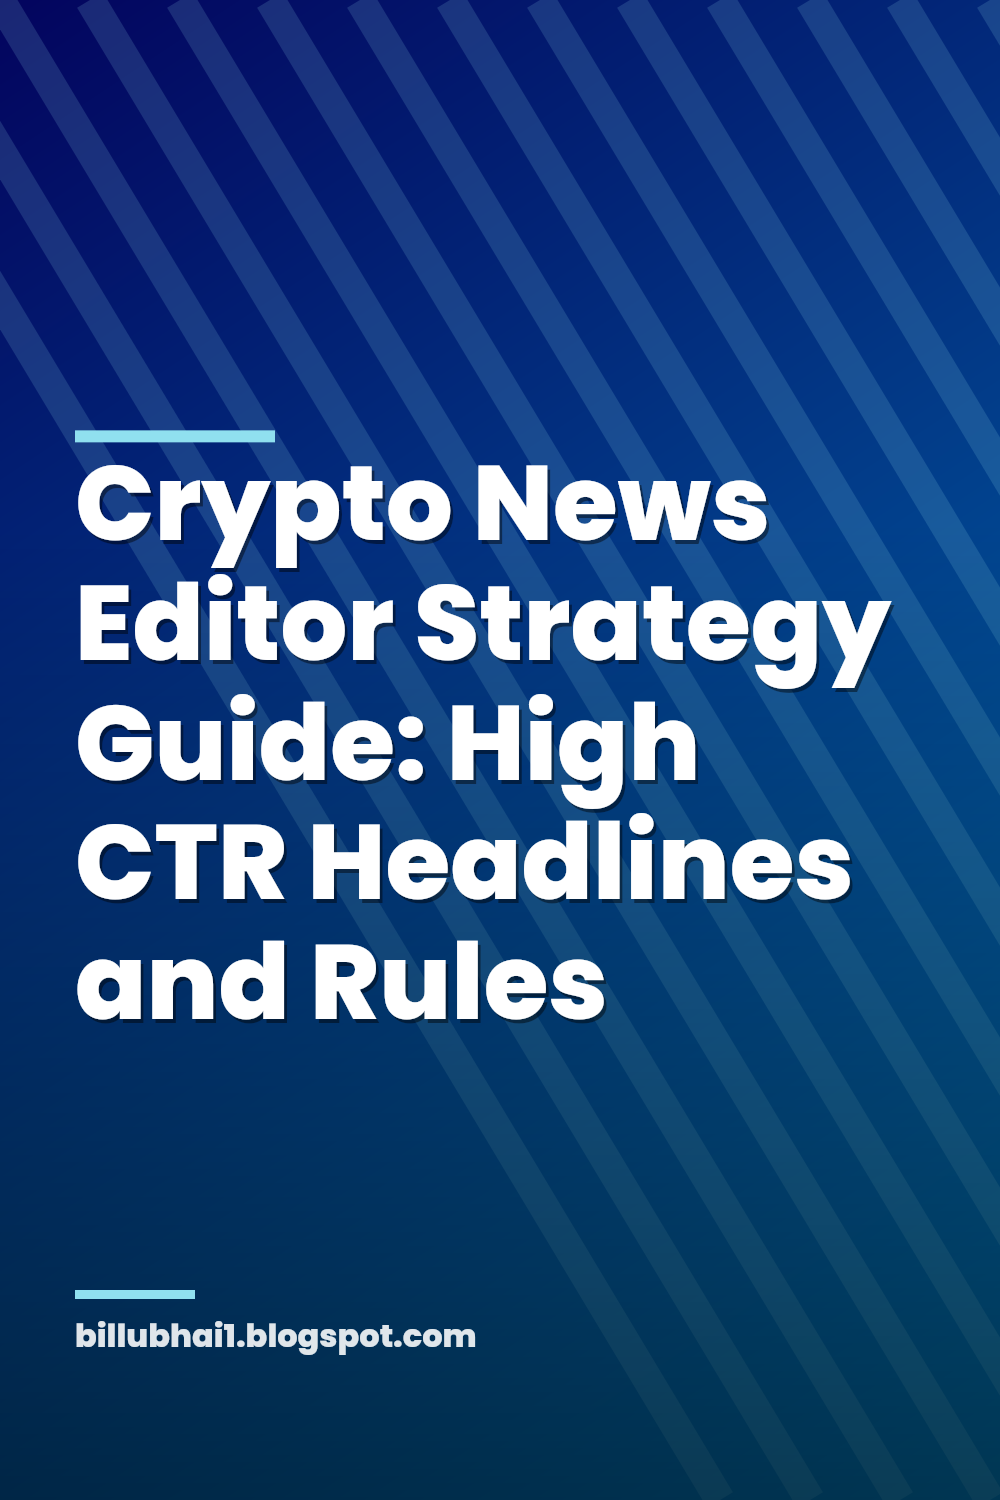 Crypto News
Editor Strategy
Guide: High
CTR Headlines
and Rules
billubhai1.blogspot.com